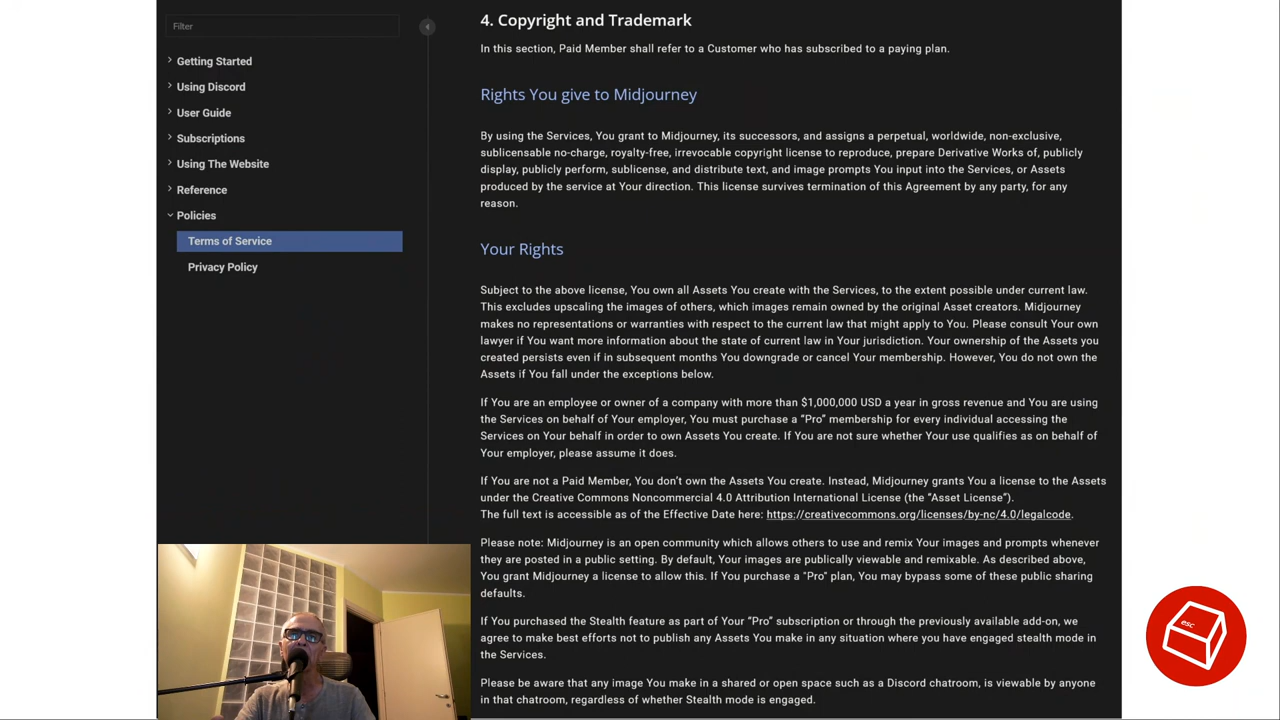 Filter
Getting Started
Using Discord
User Guide
Subscriptions
Using The Website
Reference
Policies
Terms of Service
Privacy Policy
4. Copyright and Trademark
In this section, Paid Member shall refer to a Customer who has subscribed to a paying plan.
Rights You give to Midjourney
By using the Services, You grant to Midjourney, its successors, and assigns a perpetual, worldwide, non-exclusive,
sublicensable no-charge, royalty-free, irrevocable copyright license to reproduce, prepare Derivative Works of, publicly
display, publicly perform, sublicense, and distribute text, and image prompts You input into the Services, or Assets
produced by the service at Your direction. This license survives termination of this Agreement by any party, for any
reason.
Your Rights
Subject to the above license, You own all Assets You create with the Services, to the extent possible under current law.
This excludes upscaling the images of others, which images remain owned by the original Asset creators. Midjourney
makes no representations or warranties with respect to the current law that might apply to You. Please consult Your own
lawyer if You want more information about the state of current law in Your jurisdiction. Your ownership of the Assets you
created persists even if in subsequent months You downgrade or cancel Your membership. However, You do not own the
Assets if You fall under the exceptions below.
If You are an employee or owner of a company with more than $1,000,000 USD a year in gross revenue and You are using
the Services on behalf of Your employer, You must purchase a “Pro” membership for every individual accessing the
Services on Your behalf in order to own Assets You create. If You are not sure whether Your use qualifies as on behalf of
Your employer, please assume it does.
If You are not a Paid Member, You don’t own the Assets You create. Instead, Midjourney grants You a license to the Assets
under the Creative Commons Noncommercial 4.0 Attribution International License (the “Asset License”).
The full text is accessible as of the Effective Date here: https://creativecommons.org/licenses/by-nc/4.0/legalcode.
Please note: Midjourney is an open community which allows others to use and remix Your images and prompts whenever
they are posted in a public setting. By default, Your images are publically viewable and remixable. As described above,
You grant Midjourney a license to allow this. If You purchase a "Pro" plan, You may bypass some of these public sharing
defaults.
If You purchased the Stealth feature as part of Your “Pro” subscription or through the previously available add-on, we
agree to make best efforts not to publish any Assets You make in any situation where you have engaged stealth mode in
the Services.
Please be aware that any image You make in a shared or open space such as a Discord chatroom, is viewable by anyone
in that chatroom, regardless of whether Stealth mode is engaged.
esc